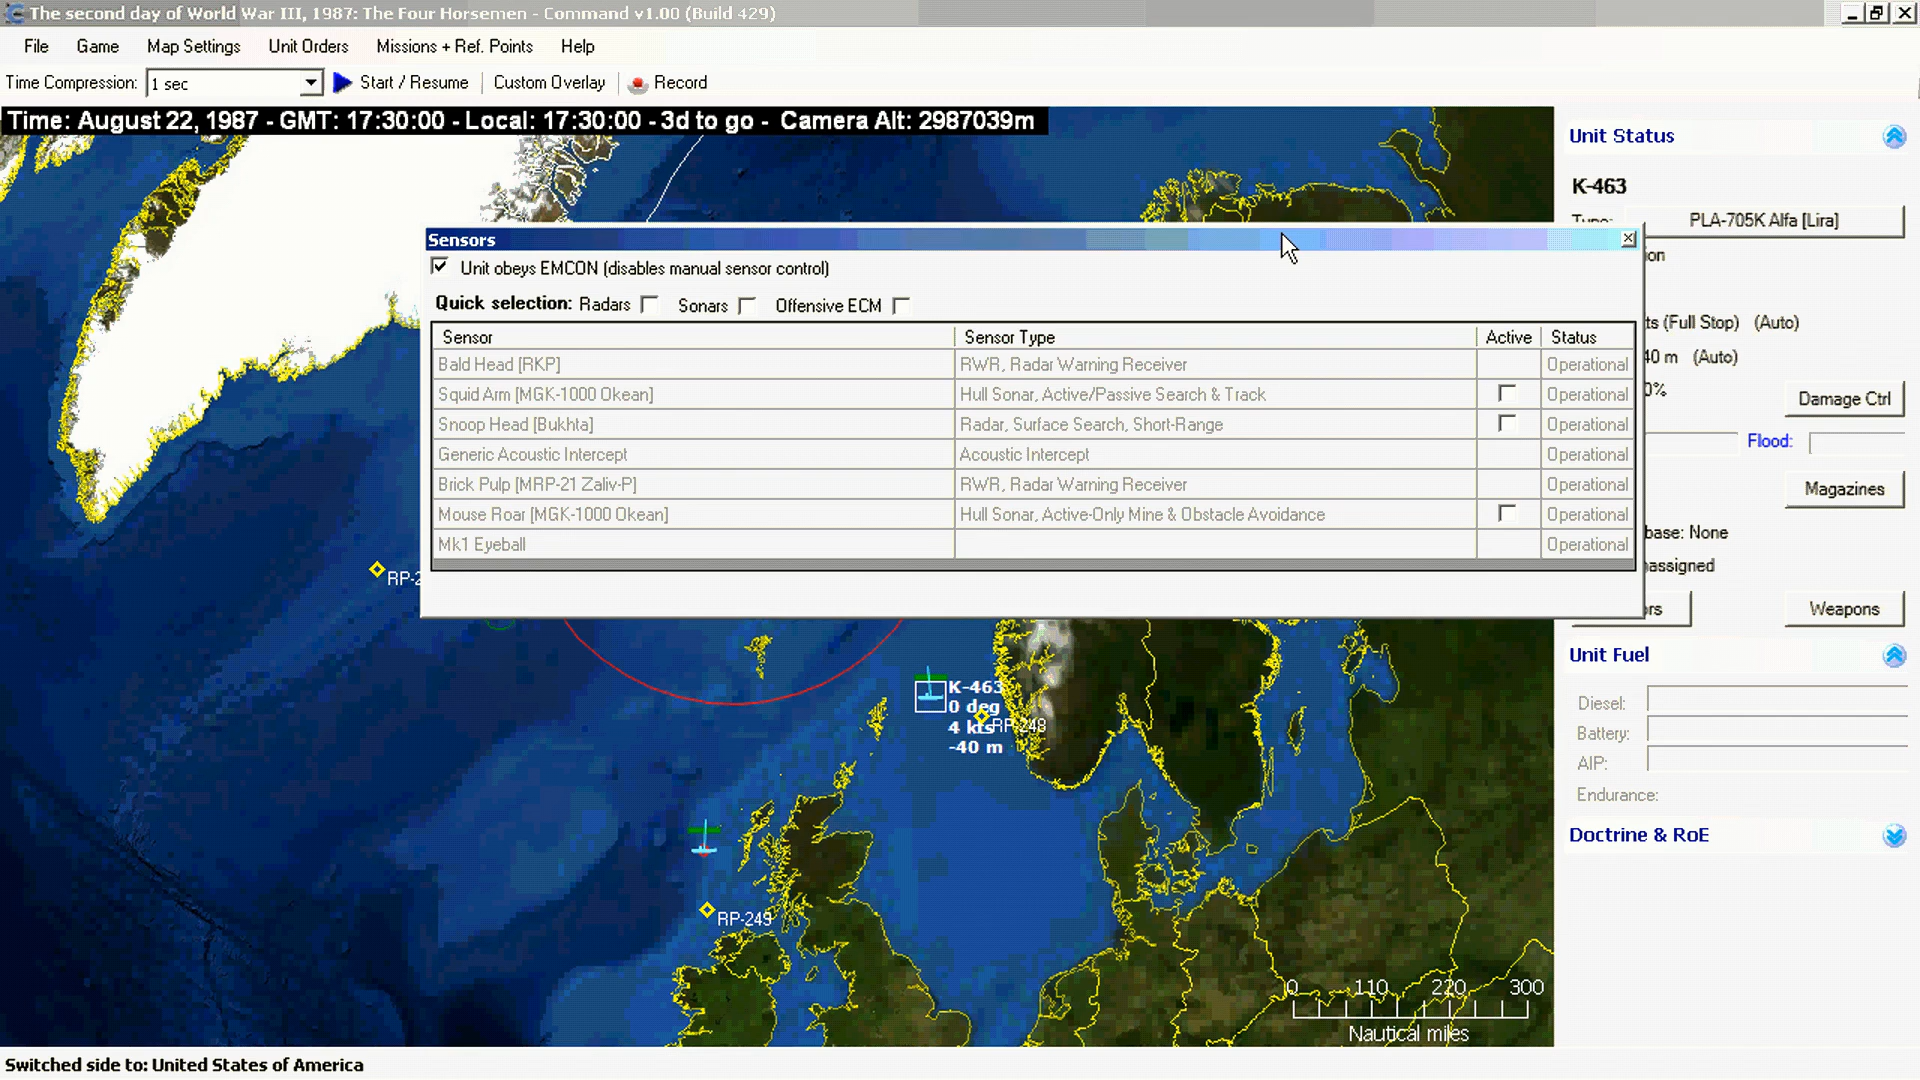 The second day of World War III, 1987: The Four Horsemen - Command v1.00 (Build 429)
File Game Map Settings Unit Orders Missions + Ref. Points Help
Time Compression: 1 sec Start / Resume Custom Overlay Record
Time: August 22, 1987 - GMT: 17:30:00 - Local: 17:30:00 - 3d to go - Camera Alt: 2987039m
Unit Status
K-463
PLA-705K Alfa [Lira]
Sensors
Unit obeys EMCON (disables manual sensor control)
Quick selection: Radars Sonars Offensive ECM
Sensor Sensor Type Active Status
Bald Head [RKP] RWR, Radar Warning Receiver Operational
Squid Arm [MGK-1000 Okean] Hull Sonar, Active/Passive Search & Track Operational
Snoop Head [Bukhta] Radar, Surface Search, Short-Range Operational
Generic Acoustic Intercept Acoustic Intercept Operational
Brick Pulp [MRP-21 Zaliv-P] RWR, Radar Warning Receiver Operational
Mouse Roar [MGK-1000 Okean] Hull Sonar, Active-Only Mine & Obstacle Avoidance Operational
Mk1 Eyeball Operational
ion
ts (Full Stop) (Auto)
40 m (Auto)
0%
Damage Ctrl
Flood:
Magazines
base: None
nassigned
rs Weapons
Unit Fuel
Diesel:
Battery:
AIP:
Endurance:
Doctrine & RoE
RP-2
K-463
0 deg
4 kts
-40 m
RP-248
RP-249
0 110 220 300
Nautical miles
Switched side to: United States of America